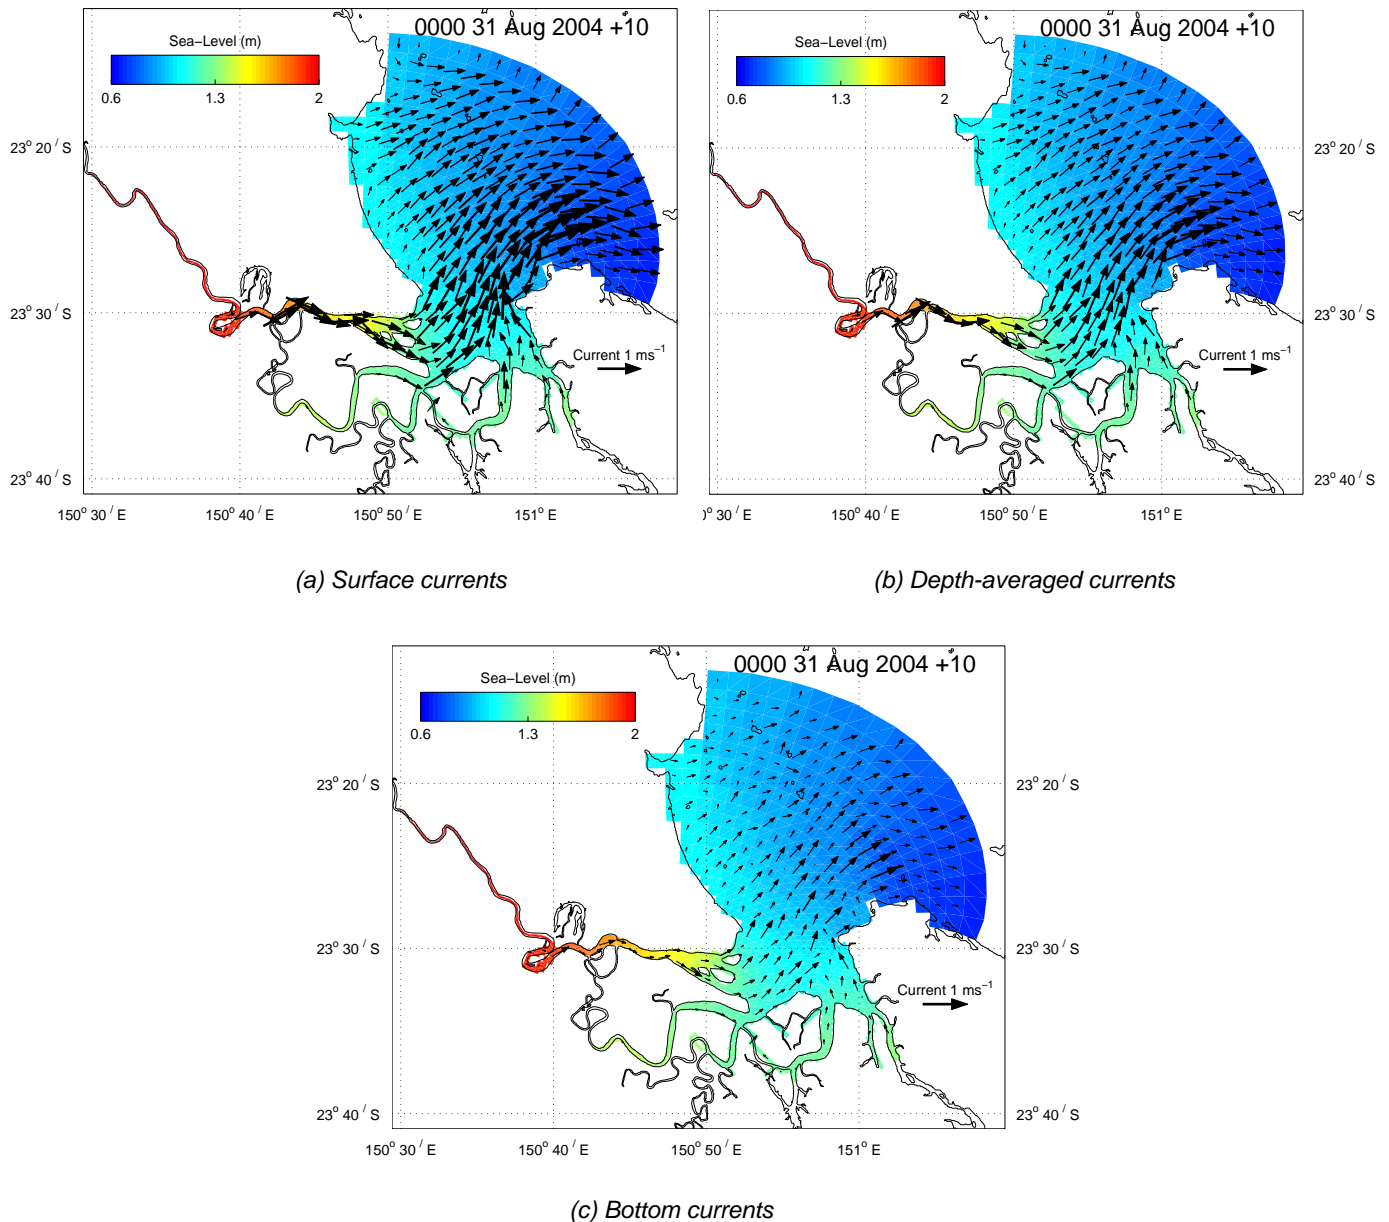 0000 31 Aug 2004 +10
Sea−Level (m)
0.6 1.3 2
23° 20′ S
23° 30′ S
Current 1 ms⁻¹
23° 40′ S
150° 30′ E 150° 40′ E 150° 50′ E 151° E
(a) Surface currents
0000 31 Aug 2004 +10
Sea−Level (m)
0.6 1.3 2
23° 20′ S
23° 30′ S
Current 1 ms⁻¹
23° 40′ S
0° 30′ E 150° 40′ E 150° 50′ E 151° E
(b) Depth-averaged currents
0000 31 Aug 2004 +10
Sea−Level (m)
0.6 1.3 2
23° 20′ S 23° 20′ S
23° 30′ S 23° 30′ S
Current 1 ms⁻¹
23° 40′ S 23° 40′ S
150° 30′ E 150° 40′ E 150° 50′ E 151° E
(c) Bottom currents